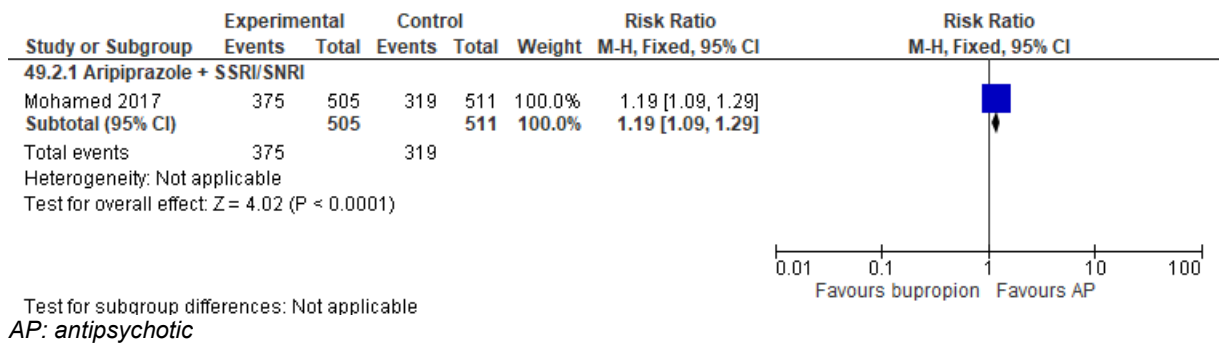 Experimental Control Risk Ratio Risk Ratio
Study or Subgroup Events Total Events Total Weight M-H, Fixed, 95% CI M-H, Fixed, 95% CI
49.2.1 Aripiprazole + SSRI/SNRI
Mohamed 2017 375 505 319 511 100.0% 1.19 [1.09, 1.29]
Subtotal (95% CI) 505 511 100.0% 1.19 [1.09, 1.29]
Total events 375 319
Heterogeneity: Not applicable
Test for overall effect: Z = 4.02 (P < 0.0001)
0.01 0.1 1 10 100
Favours bupropion Favours AP
Test for subgroup differences: Not applicable
AP: antipsychotic